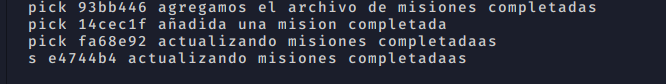 pick 93bb446 agregamos el archivo de misiones completadas
pick 14cec1f añadida una mision completada
pick fa68e92 actualizando misiones completadaas
s e4744b4 actualizando misiones completadaas